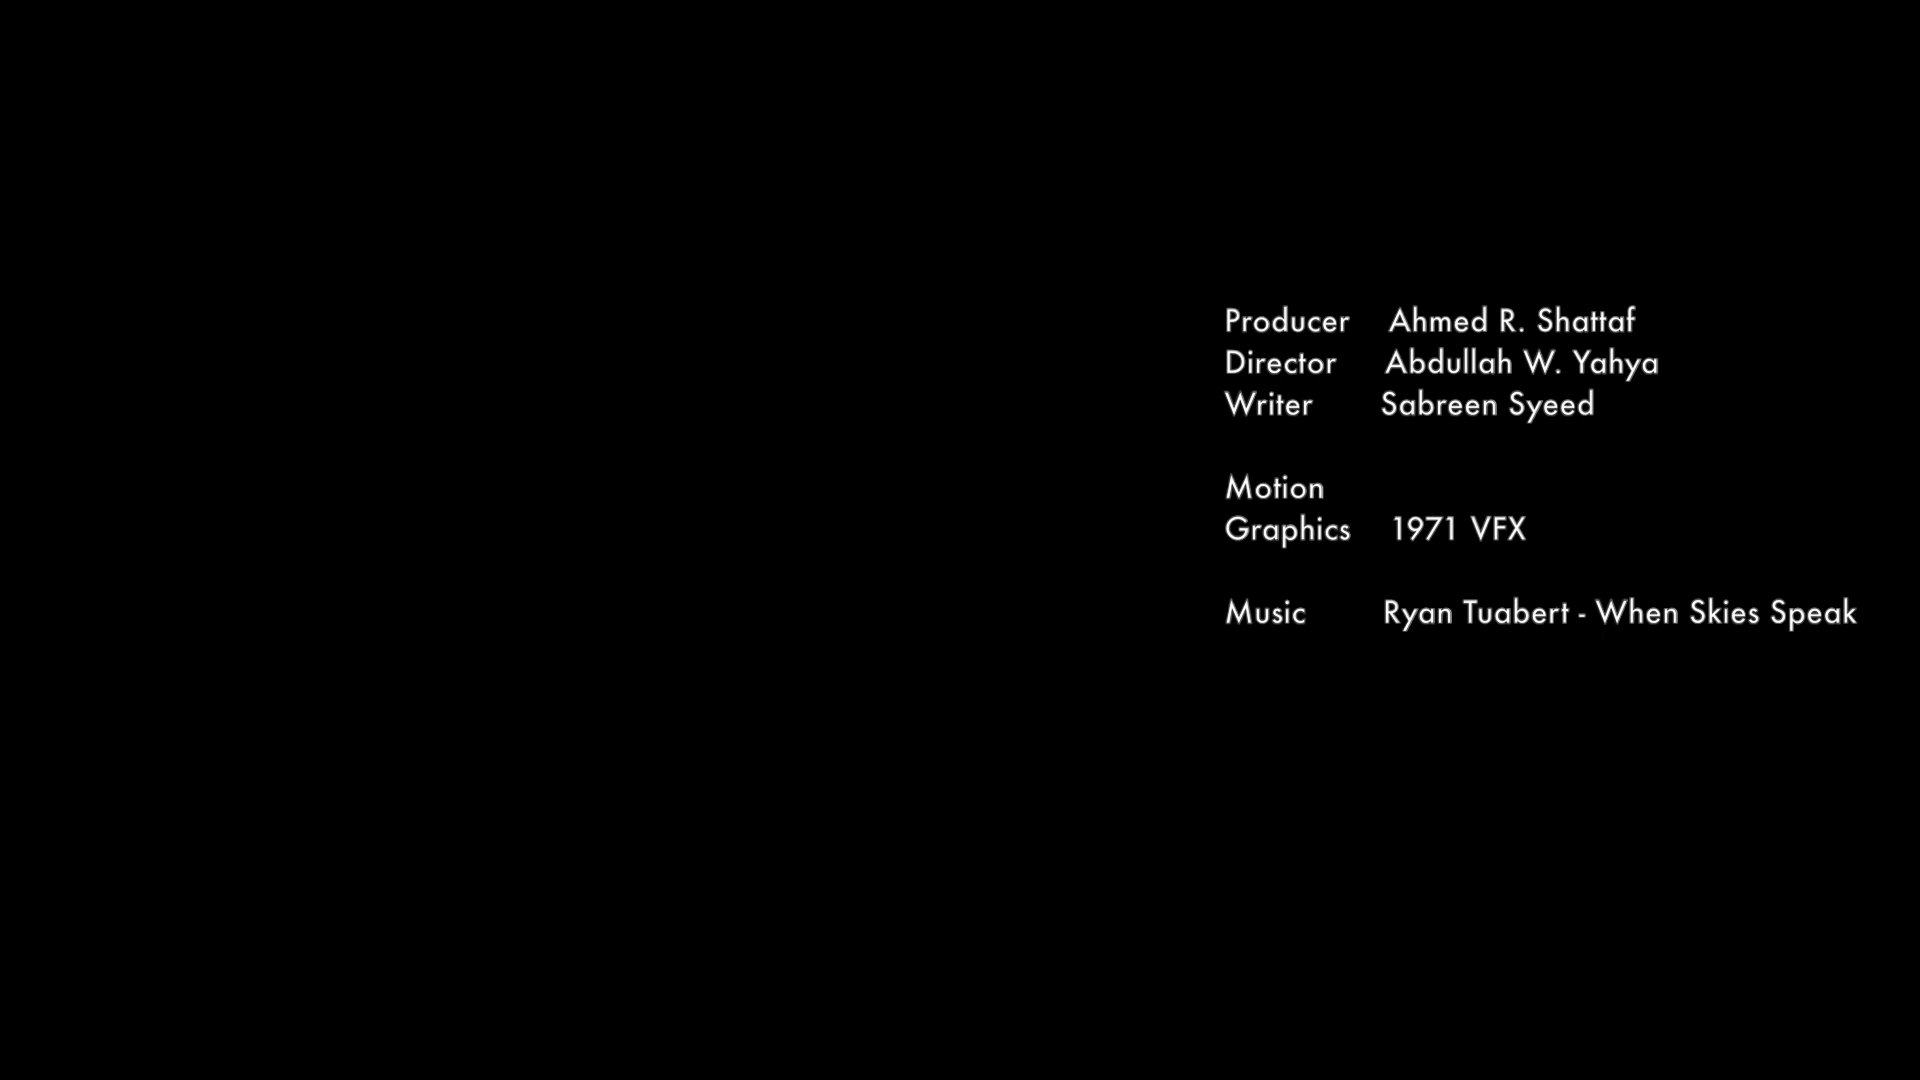 Producer Ahmed R. Shattaf
Director Abdullah W. Yahya
Writer Sabreen Syeed
Motion
Graphics 1971 VFX
Music Ryan Tuabert - When Skies Speak